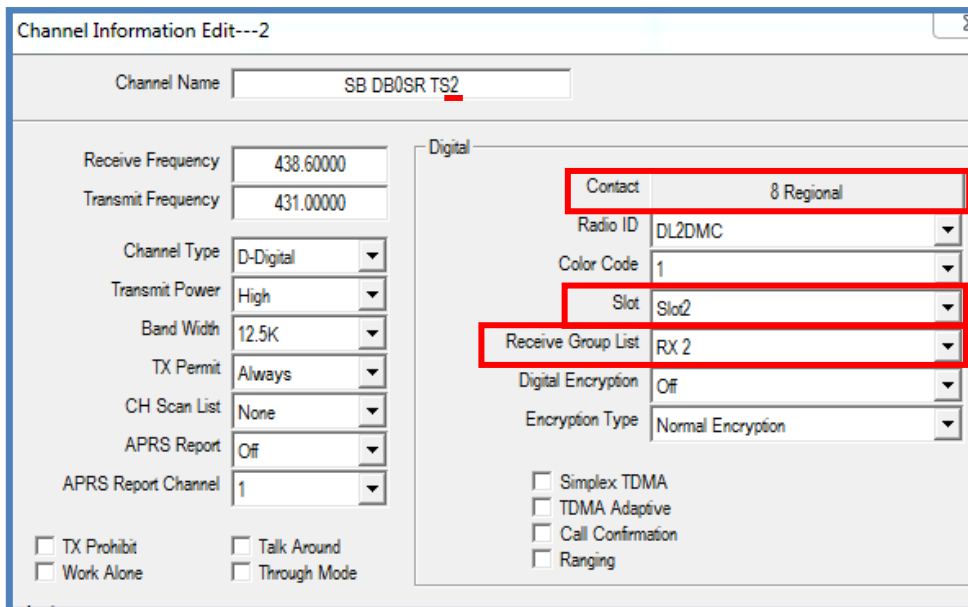 Channel Information Edit---2
Channel Name SB DB0SR TS2
Receive Frequency 438.60000
Transmit Frequency 431.00000
Channel Type D-Digital
Transmit Power High
Band Width 12.5K
TX Permit Always
CH Scan List None
APRS Report Off
APRS Report Channel 1
TX Prohibit Talk Around
Work Alone Through Mode
Digital
Contact 8 Regional
Radio ID DL2DMC
Color Code 1
Slot Slot2
Receive Group List RX 2
Digital Encryption Off
Encryption Type Normal Encryption
Simplex TDMA
TDMA Adaptive
Call Confirmation
Ranging